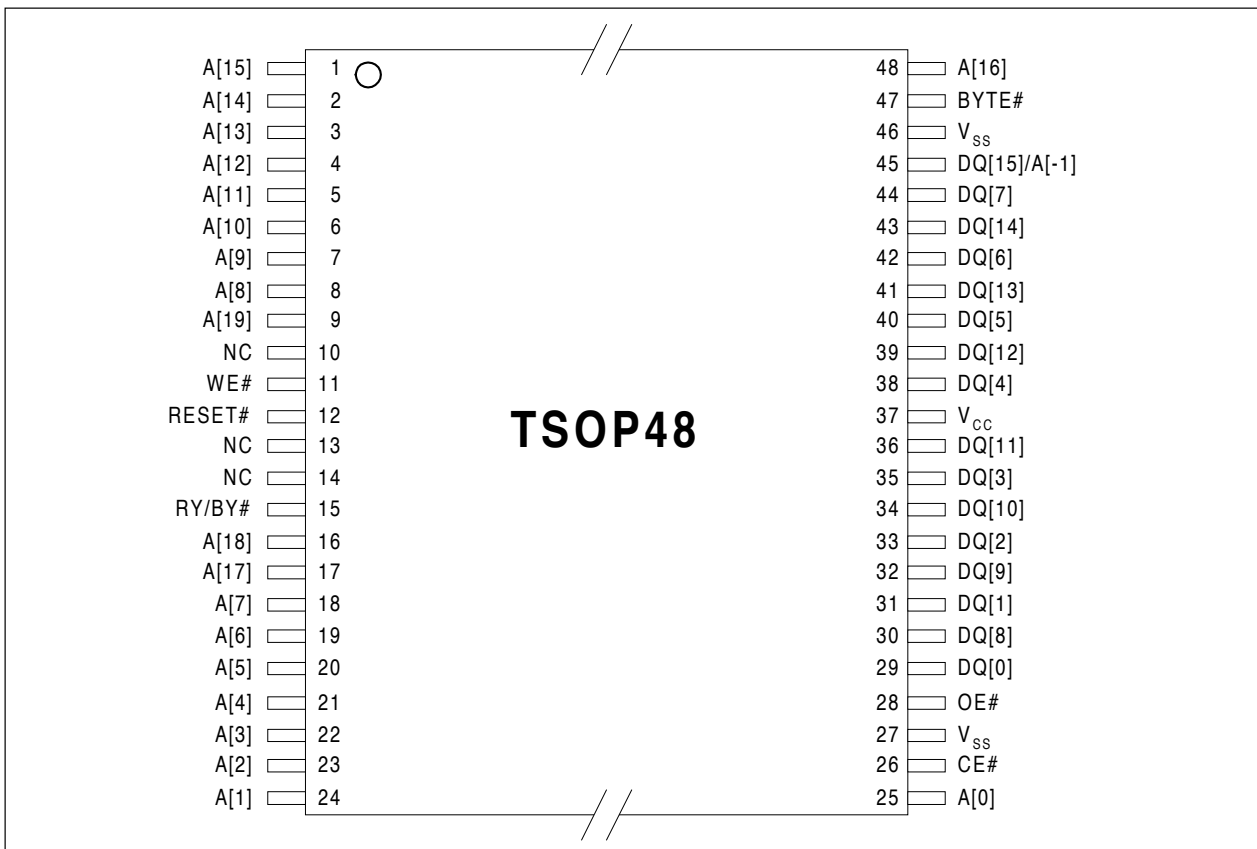 A[15] 1 48 A[16]
A[14] 2 47 BYTE#
A[13] 3 46 VSS
A[12] 4 45 DQ[15]/A[-1]
A[11] 5 44 DQ[7]
A[10] 6 43 DQ[14]
A[9] 7 42 DQ[6]
A[8] 8 41 DQ[13]
A[19] 9 40 DQ[5]
NC 10 39 DQ[12]
WE# 11 38 DQ[4]
RESET# 12 37 VCC
TSOP48
NC 13 36 DQ[11]
NC 14 35 DQ[3]
RY/BY# 15 34 DQ[10]
A[18] 16 33 DQ[2]
A[17] 17 32 DQ[9]
A[7] 18 31 DQ[1]
A[6] 19 30 DQ[8]
A[5] 20 29 DQ[0]
A[4] 21 28 OE#
A[3] 22 27 VSS
A[2] 23 26 CE#
A[1] 24 25 A[0]